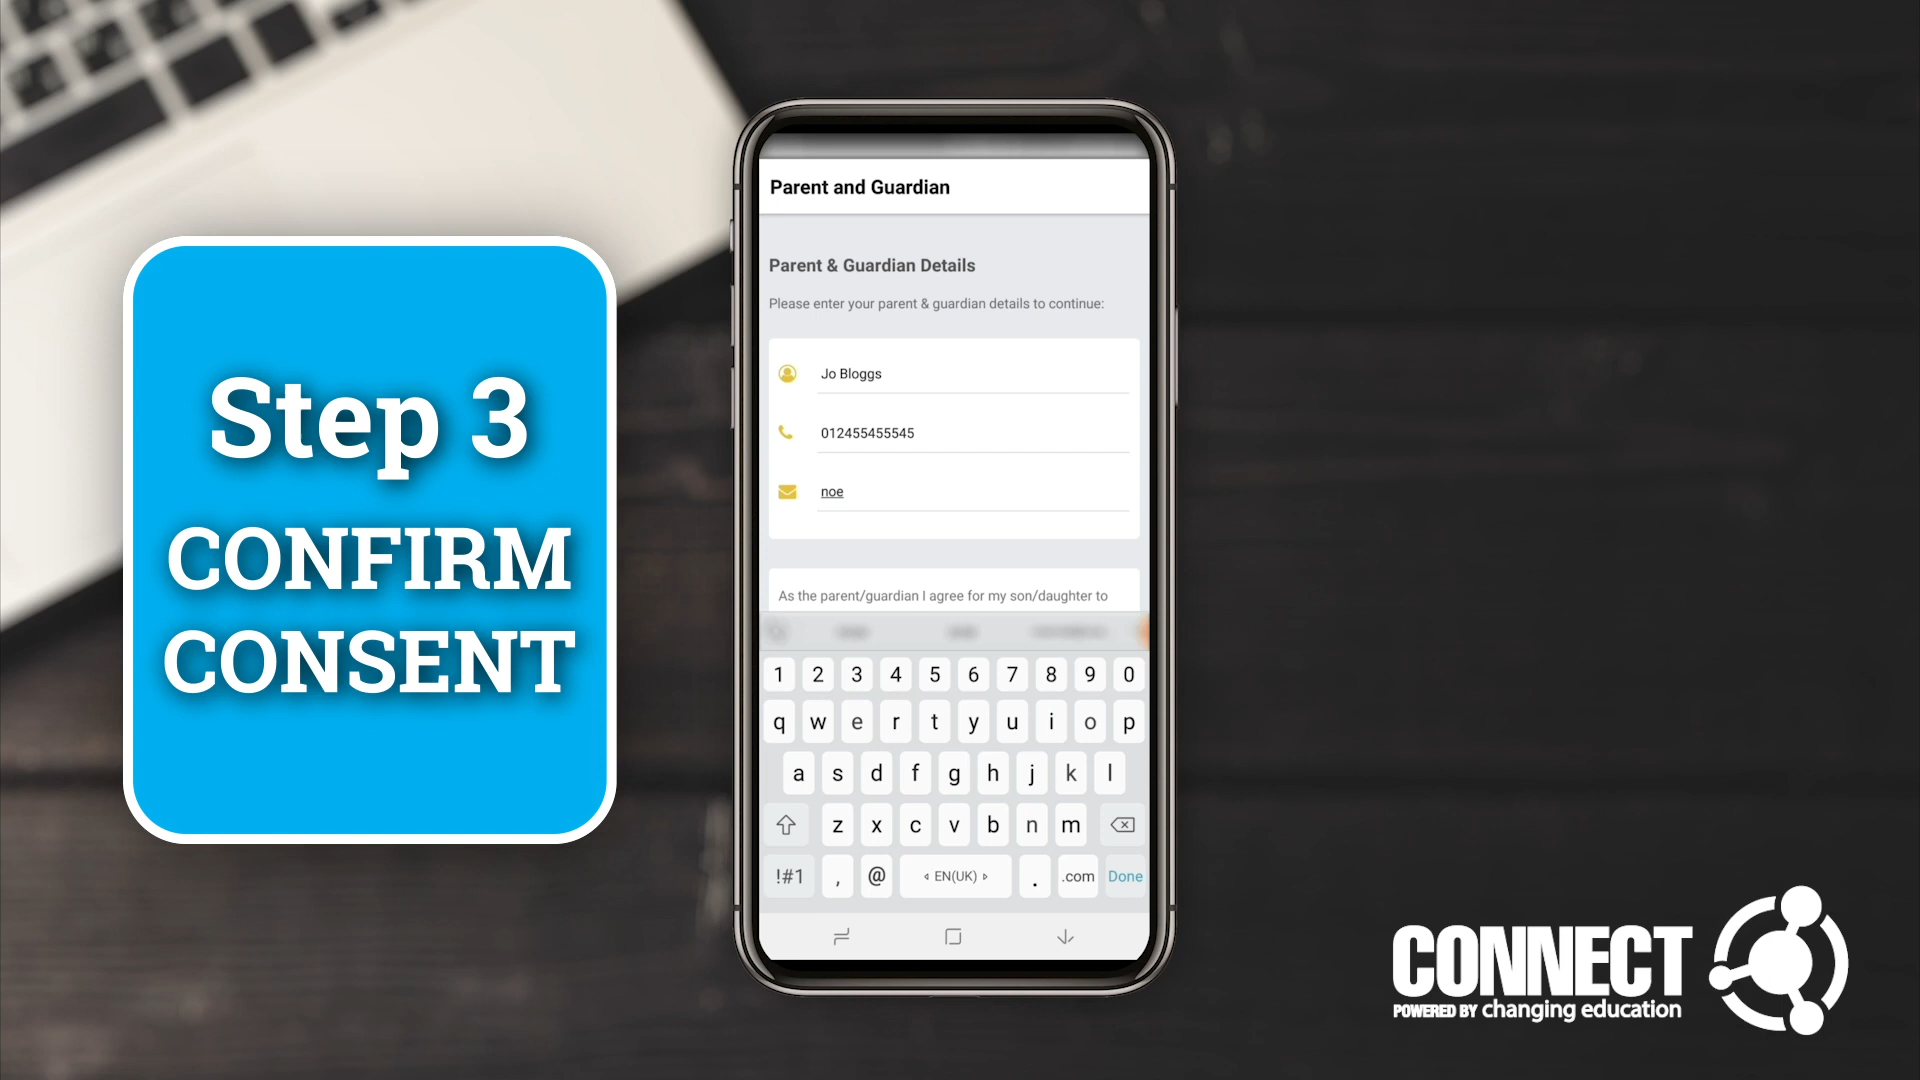 Step 3
CONFIRM
CONSENT
Parent and Guardian
Parent & Guardian Details
Please enter your parent & guardian details to continue:
Jo Bloggs
012455455545
noe
As the parent/guardian I agree for my son/daughter to
1 2 3 4 5 6 7 8 9 0
q w e r t y u i o p
a s d f g h j k l
z x c v b n m
!#1 , @ EN(UK) . .com Done
CONNECT
POWERED BY changing education